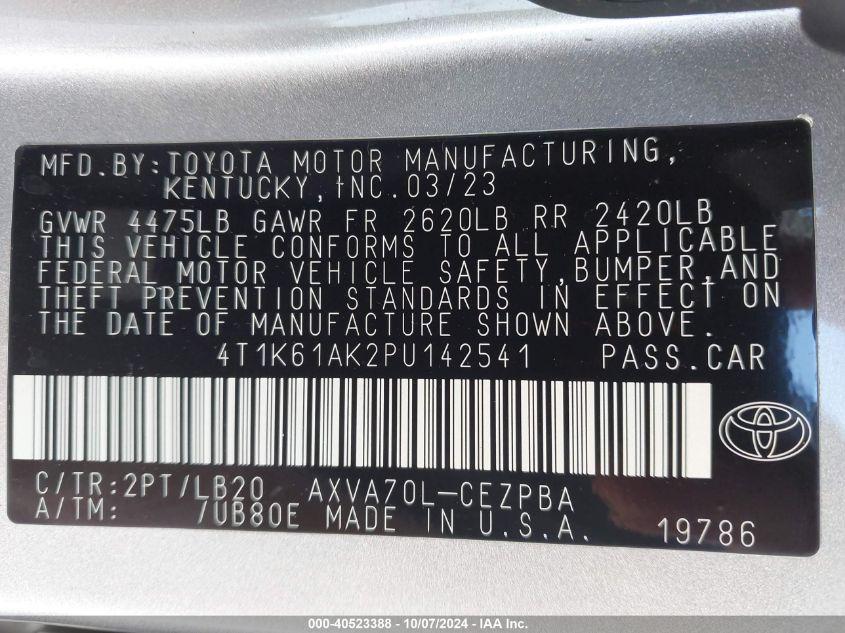 MFD.BY:TOYOTA MOTOR MANUFACTURING,
KENTUCKY, INC.03/23
GVWR 4475LB GAWR FR 2620LB RR 2420LB
THIS VEHICLE CONFORMS TO ALL APPLICABLE
FEDERAL MOTOR VEHICLE SAFETY,BUMPER,AND
THEFT PREVENTION STANDARDS IN EFFECT ON
THE DATE OF MANUFACTURE SHOWN ABOVE.
4T1K61AK2PU142541 PASS.CAR
C/TR:2PT/LB20 AXVA70L-CEZPBA
A/TM: /UB80E MADE IN U.S.A. 19786
000-40523388 - 10/07/2024 - IAA Inc.